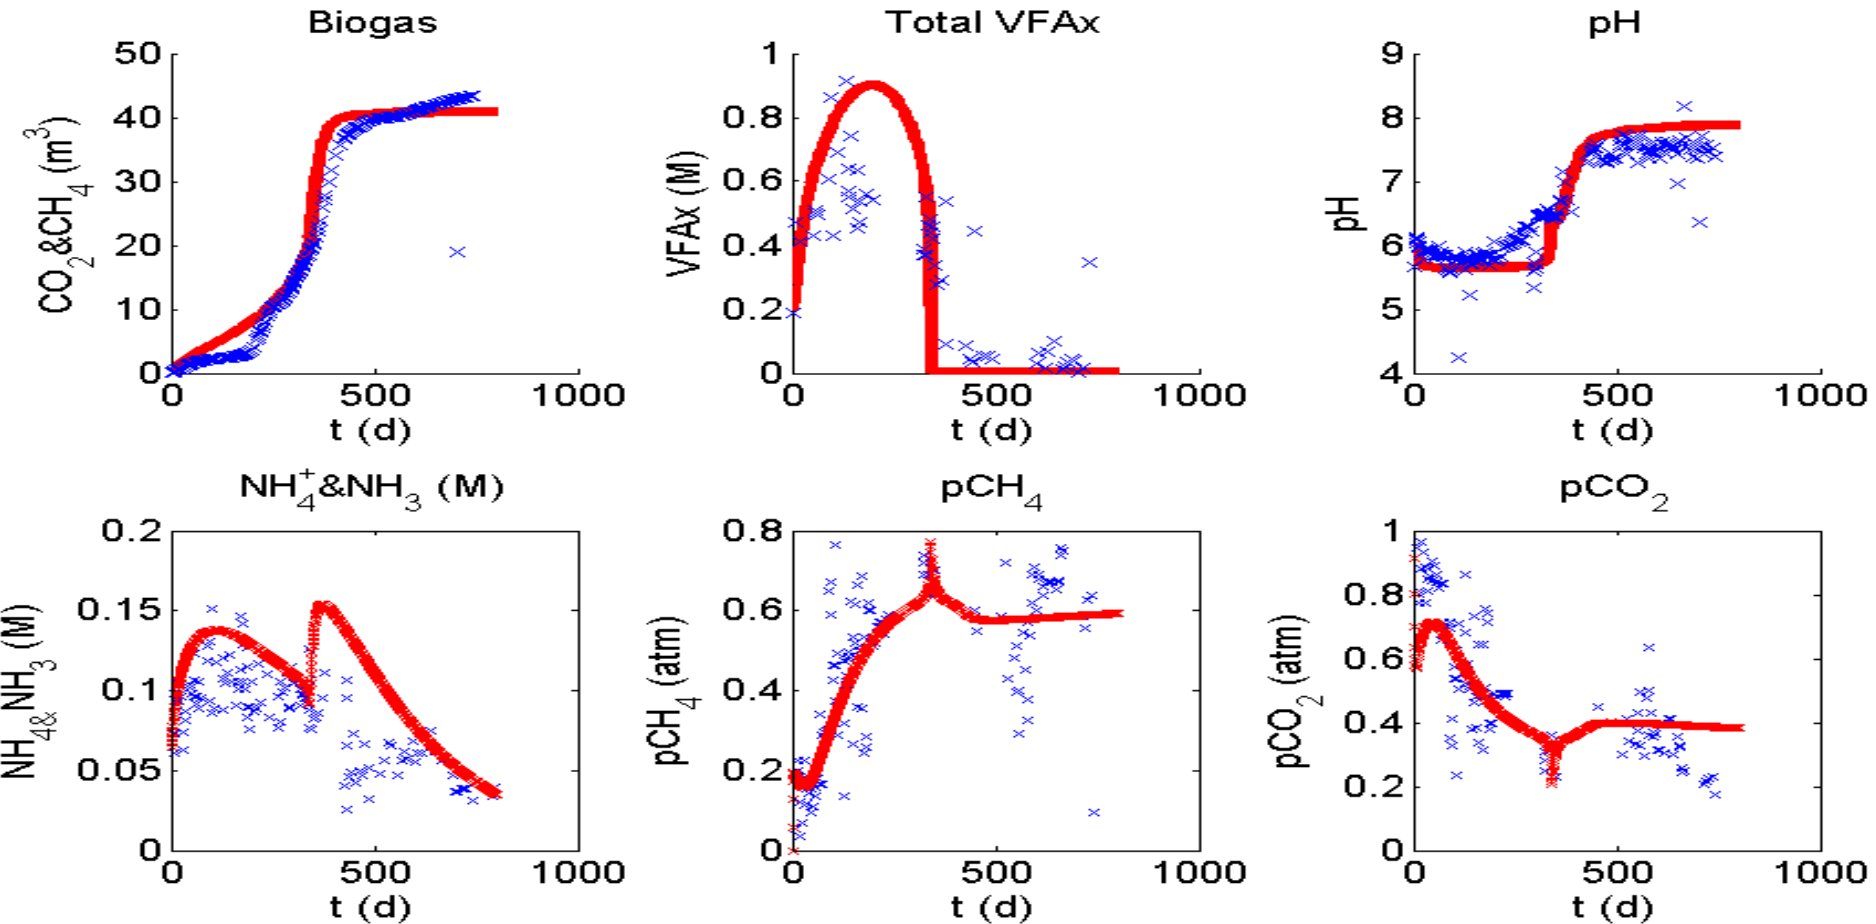 Biogas
CO₂&CH₄ (m³)
50
40
30
20
10
0
0 500 1000
t (d)
Total VFAx
VFAx (M)
1
0.8
0.6
0.4
0.2
0
0 500 1000
t (d)
pH
pH
9
8
7
6
5
4
0 500 1000
t (d)
NH₄⁺&NH₃ (M)
NH₄&NH₃ (M)
0.2
0.15
0.1
0.05
0
0 500 1000
t (d)
pCH₄
pCH₄ (atm)
0.8
0.6
0.4
0.2
0
0 500 1000
t (d)
pCO₂
pCO₂ (atm)
1
0.8
0.6
0.4
0.2
0
0 500 1000
t (d)